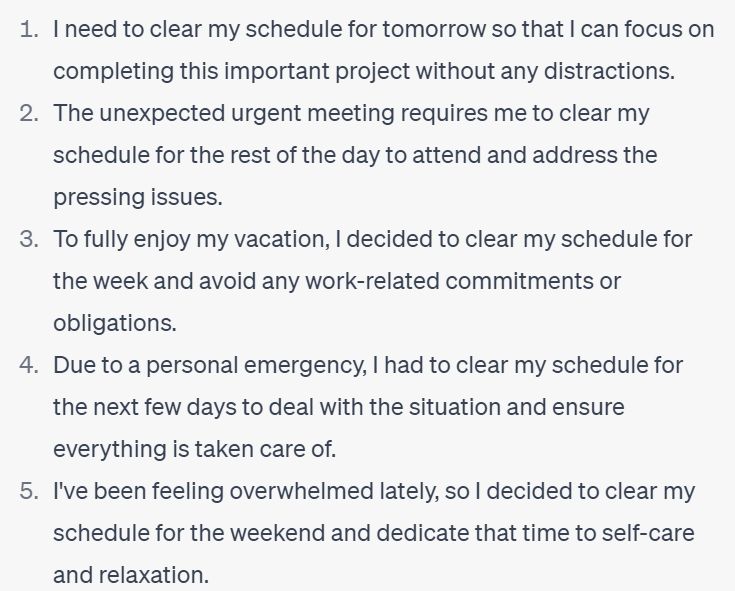 1. I need to clear my schedule for tomorrow so that I can focus on
completing this important project without any distractions.
2. The unexpected urgent meeting requires me to clear my
schedule for the rest of the day to attend and address the
pressing issues.
3. To fully enjoy my vacation, I decided to clear my schedule for
the week and avoid any work-related commitments or
obligations.
4. Due to a personal emergency, I had to clear my schedule for
the next few days to deal with the situation and ensure
everything is taken care of.
5. I've been feeling overwhelmed lately, so I decided to clear my
schedule for the weekend and dedicate that time to self-care
and relaxation.